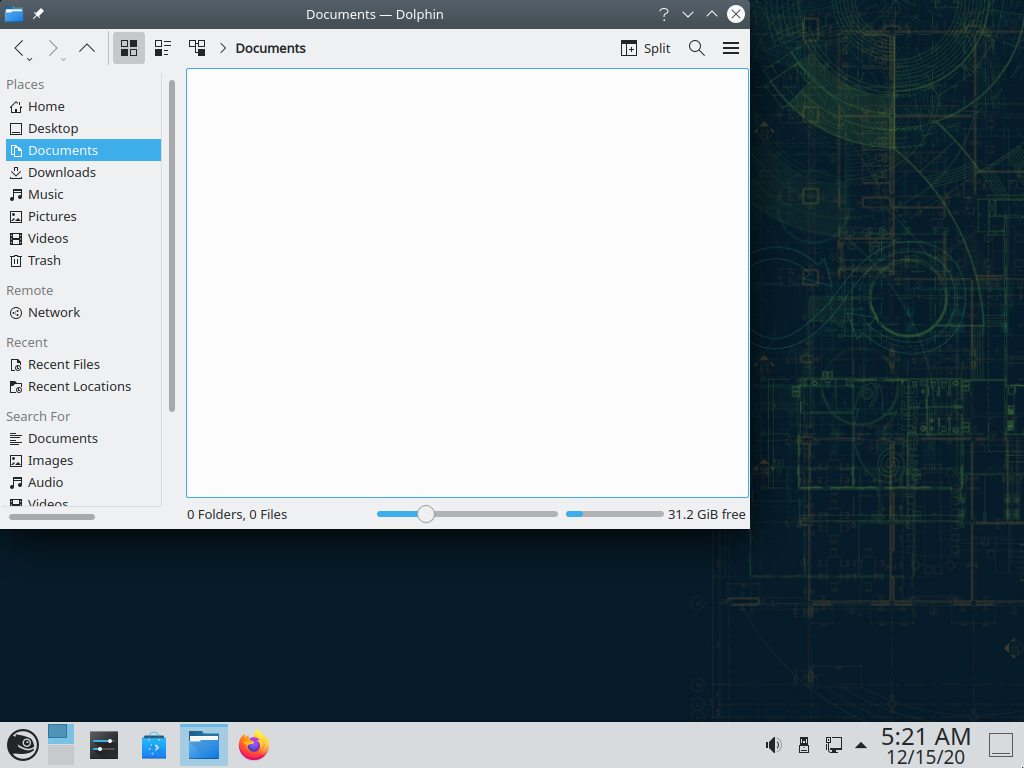 Documents — Dolphin
Documents
Split
Places
Home
Desktop
Documents
Downloads
Music
Pictures
Videos
Trash
Remote
Network
Recent
Recent Files
Recent Locations
Search For
Documents
Images
Audio
Videos
0 Folders, 0 Files
31.2 GiB free
5:21 AM
12/15/20